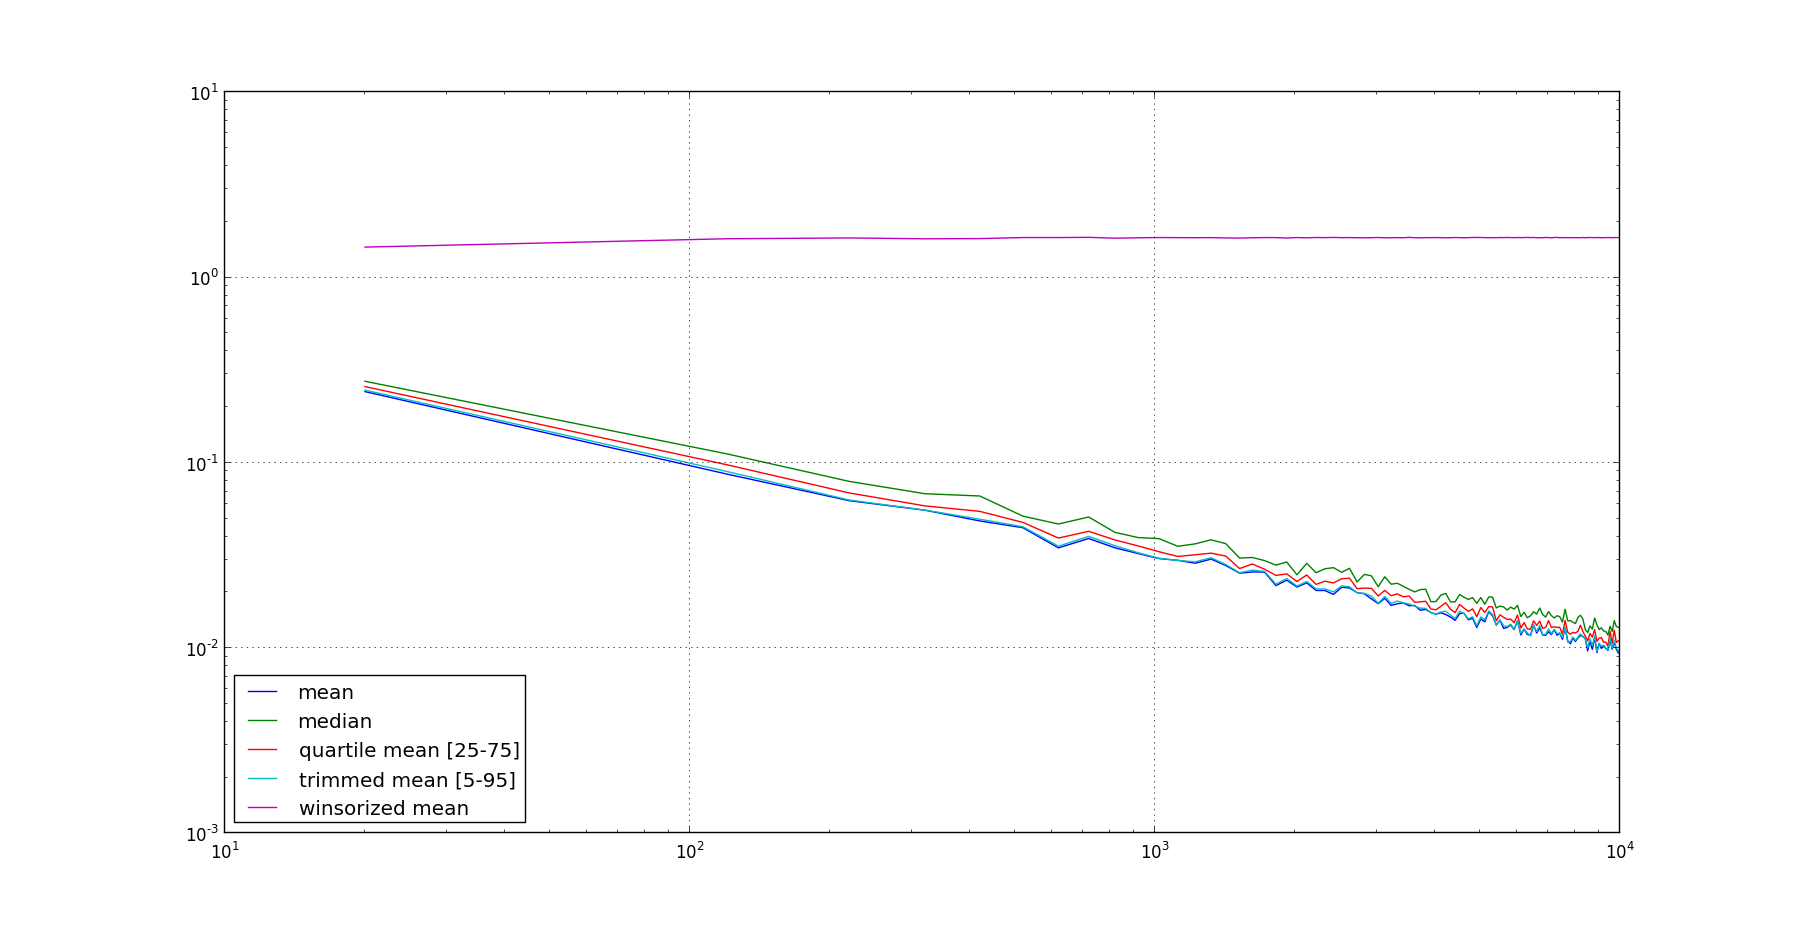 10^1
10^0
10^-1
10^-2
10^-3
mean
median
quartile mean [25-75]
trimmed mean [5-95]
winsorized mean
10^1 10^2 10^3 10^4